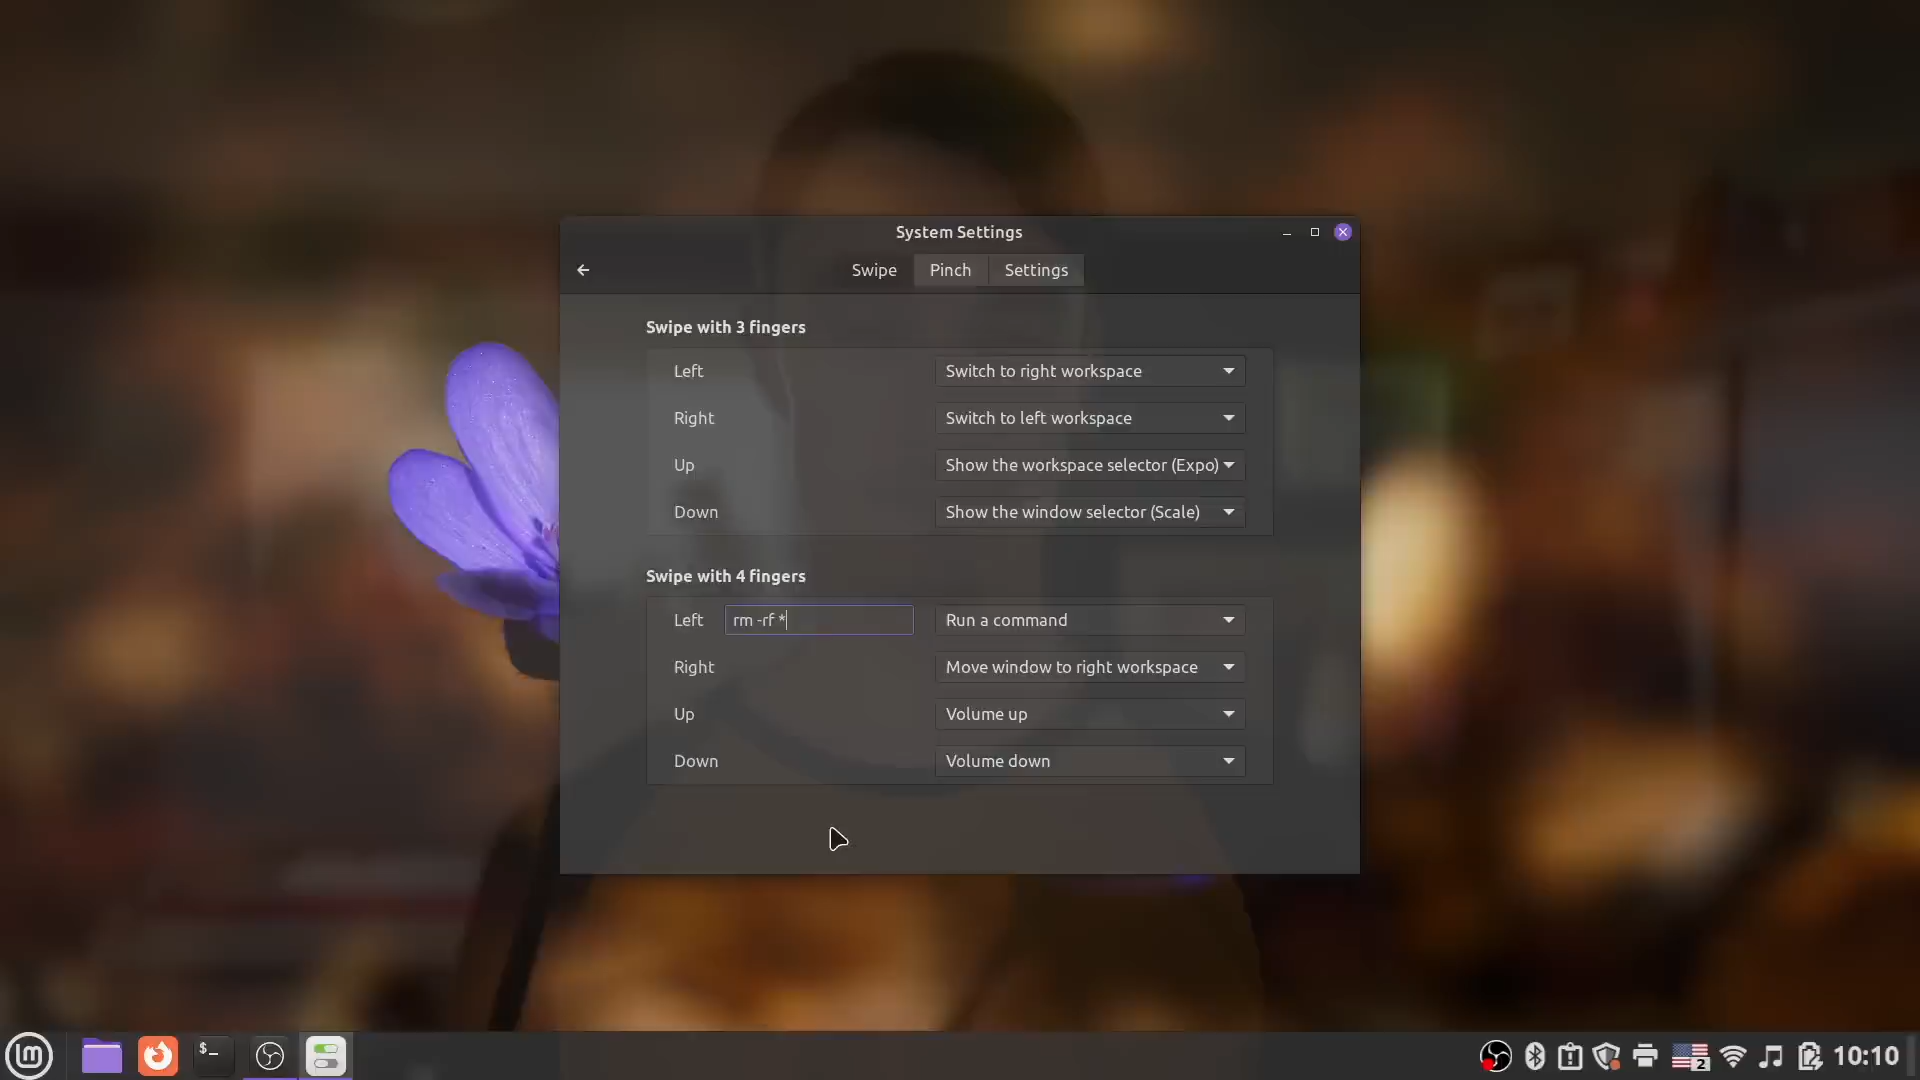 System Settings
Swipe Pinch Settings
Swipe with 3 fingers
Left Switch to right workspace
Right Switch to left workspace
Up Show the workspace selector (Expo)
Down Show the window selector (Scale)
Swipe with 4 fingers
Left rm -rf * Run a command
Right Move window to right workspace
Up Volume up
Down Volume down
$_ 2 10:10